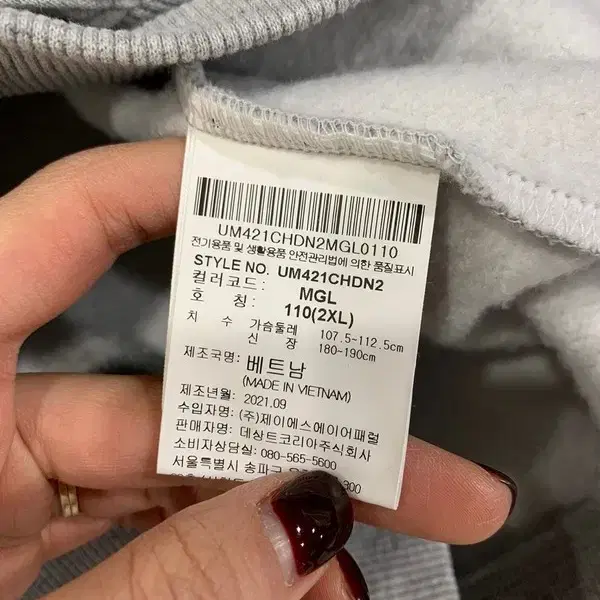 UM421CHDN2MGL0110
전기용품 및 생활용품 안전관리법에 의한 품질표시
STYLE NO. UM421CHDN2
컬러코드 : MGL
호 칭 : 110(2XL)
치 수 가슴둘레 107.5-112.5cm
신 장 180-190cm
제조국명: 베트남
(MADE IN VIETNAM)
제조년월: 2021.09
수입자명: (주)제이에스에이어패럴
판매자명: 데상트코리아주식회사
소비자상담실: 080-565-5600
서울특별시 송파구 300